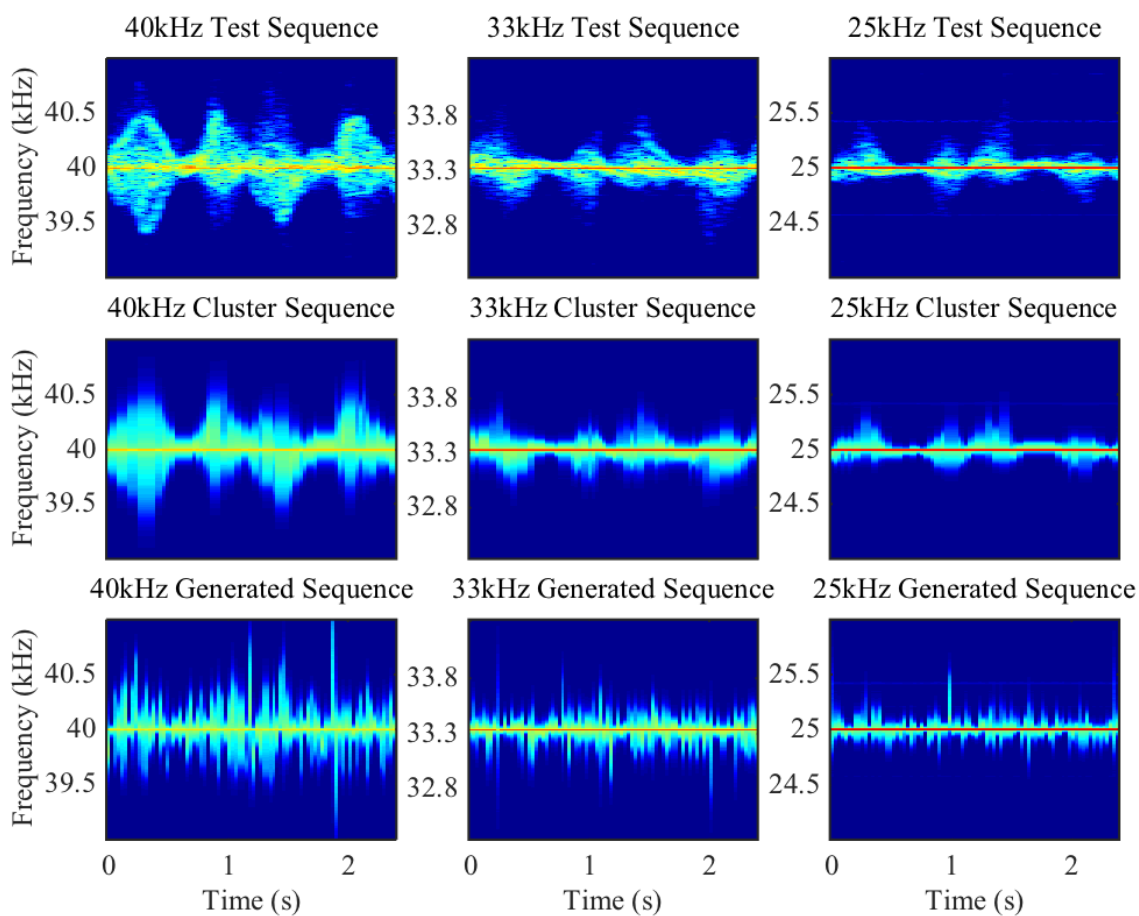 40kHz Test Sequence
33kHz Test Sequence
25kHz Test Sequence
Frequency (kHz)
40.5
40
39.5
33.8
33.3
32.8
25.5
25
24.5
40kHz Cluster Sequence
33kHz Cluster Sequence
25kHz Cluster Sequence
Frequency (kHz)
40.5
40
39.5
33.8
33.3
32.8
25.5
25
24.5
40kHz Generated Sequence
33kHz Generated Sequence
25kHz Generated Sequence
Frequency (kHz)
40.5
40
39.5
33.8
33.3
32.8
25.5
25
24.5
0 1 2
0 1 2
0 1 2
Time (s)
Time (s)
Time (s)